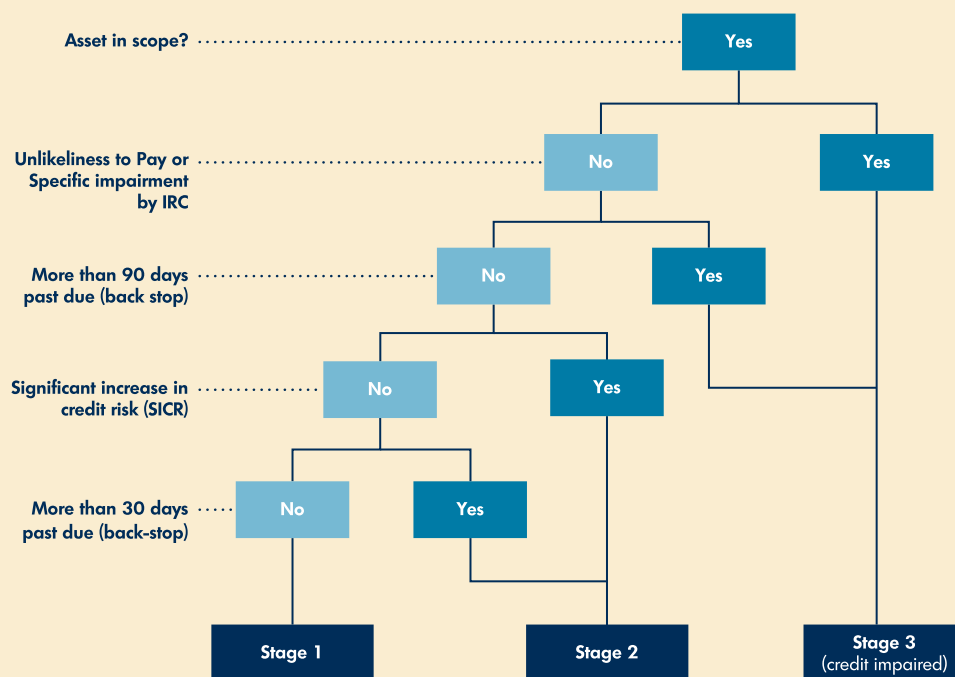 Asset in scope?
Yes
Unlikeliness to Pay or
Specific impairment
by IRC
No
Yes
More than 90 days
past due (back stop)
No
Yes
Significant increase in
credit risk (SICR)
No
Yes
More than 30 days
past due (back-stop)
No
Yes
Stage 1
Stage 2
Stage 3
(credit impaired)